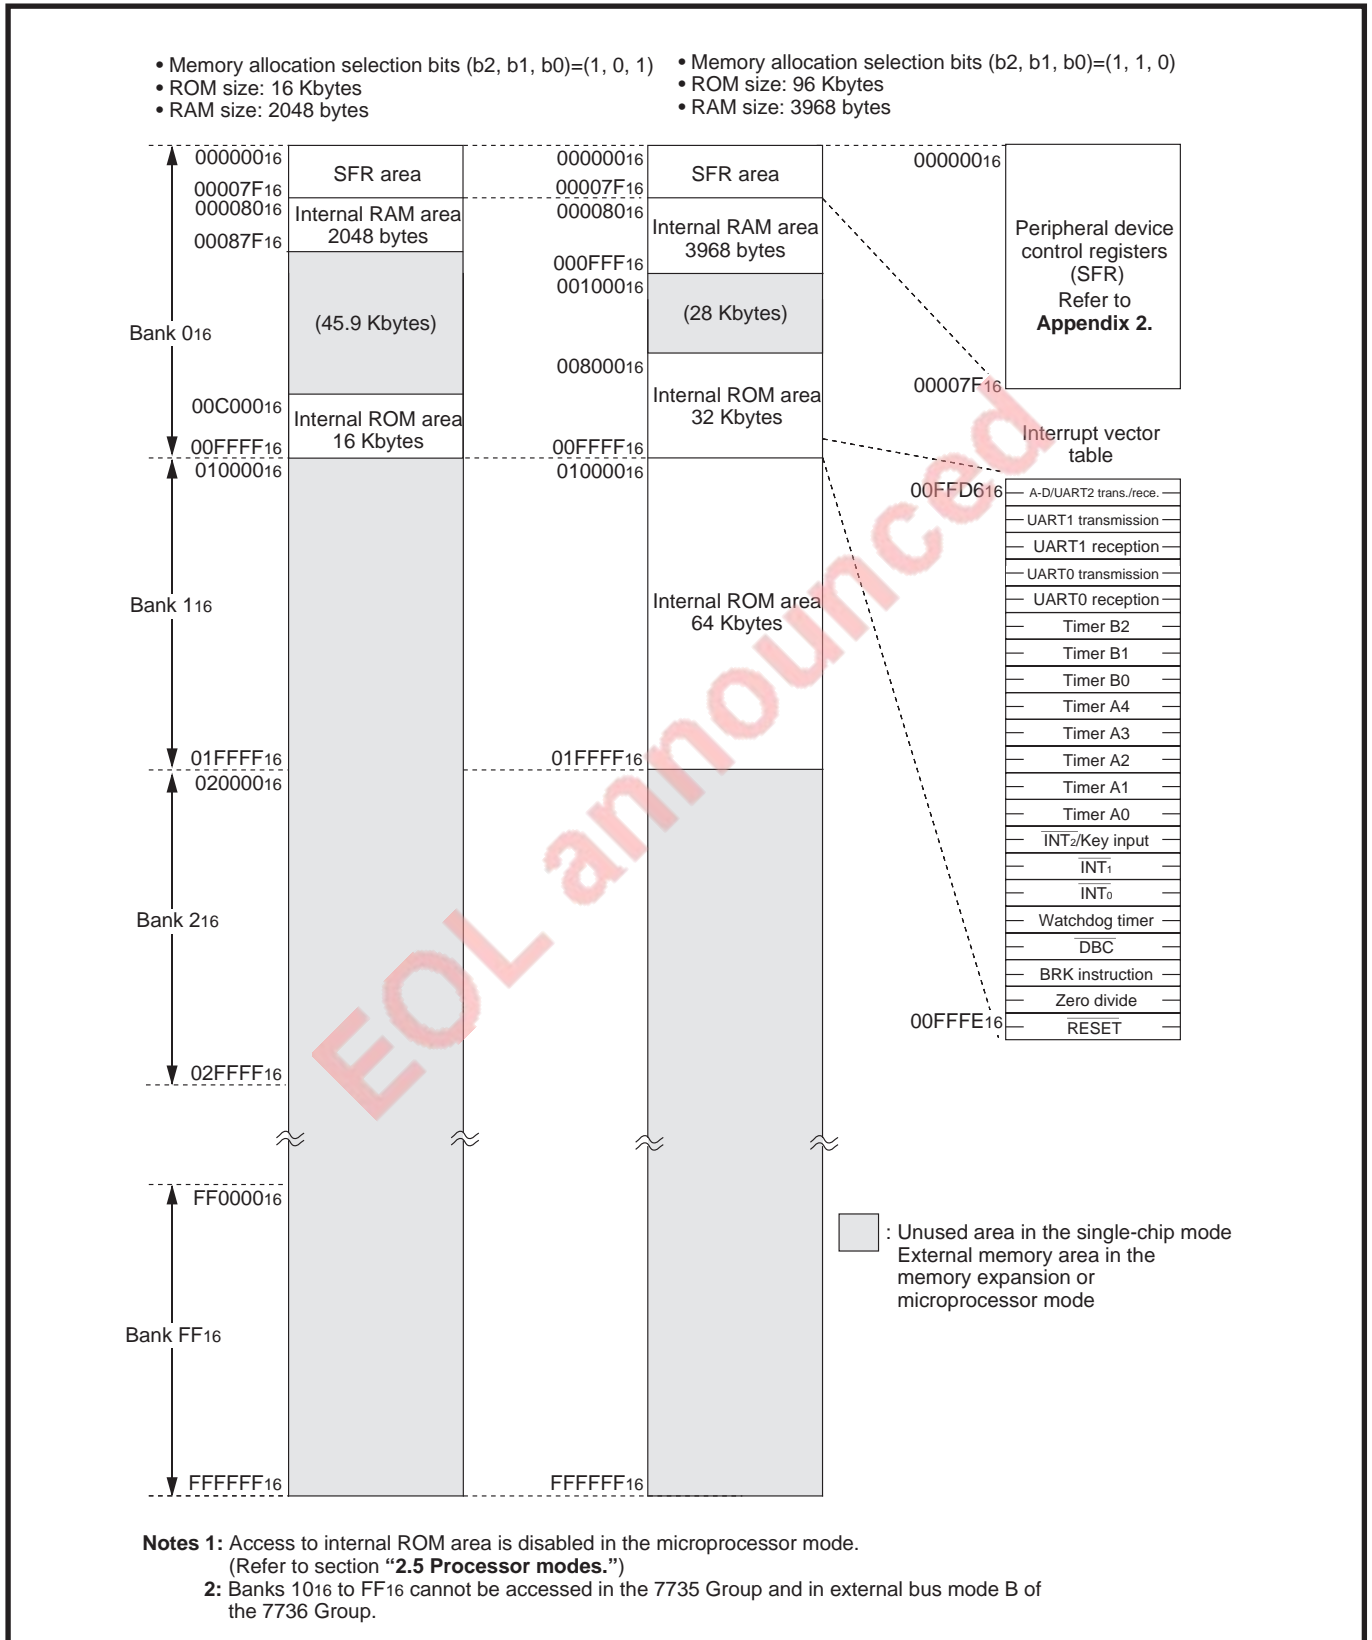 • Memory allocation selection bits (b2, b1, b0)=(1, 0, 1)
• ROM size: 16 Kbytes
• RAM size: 2048 bytes
• Memory allocation selection bits (b2, b1, b0)=(1, 1, 0)
• ROM size: 96 Kbytes
• RAM size: 3968 bytes
00000016
00007F16
00008016
00087F16
Bank 016
00C00016
00FFFF16
01000016
Bank 116
01FFFF16
02000016
Bank 216
02FFFF16
FF000016
Bank FF16
FFFFFF16
SFR area
Internal RAM area
2048 bytes
(45.9 Kbytes)
Internal ROM area
16 Kbytes
00000016
00007F16
00008016
000FFF16
00100016
00800016
00FFFF16
01000016
01FFFF16
FFFFFF16
SFR area
Internal RAM area
3968 bytes
(28 Kbytes)
Internal ROM area
32 Kbytes
Internal ROM area
64 Kbytes
00000016
Peripheral device
control registers
(SFR)
Refer to
Appendix 2.
00007F16
Interrupt vector
table
00FFD616
A-D/UART2 trans./rece.
UART1 transmission
UART1 reception
UART0 transmission
UART0 reception
Timer B2
Timer B1
Timer B0
Timer A4
Timer A3
Timer A2
Timer A1
Timer A0
INT2/Key input
INT1
INT0
Watchdog timer
DBC
BRK instruction
Zero divide
00FFFE16
RESET
: Unused area in the single-chip mode
External memory area in the
memory expansion or
microprocessor mode
EOL announced
Notes 1: Access to internal ROM area is disabled in the microprocessor mode.
(Refer to section “2.5 Processor modes.”)
2: Banks 1016 to FF16 cannot be accessed in the 7735 Group and in external bus mode B of
the 7736 Group.